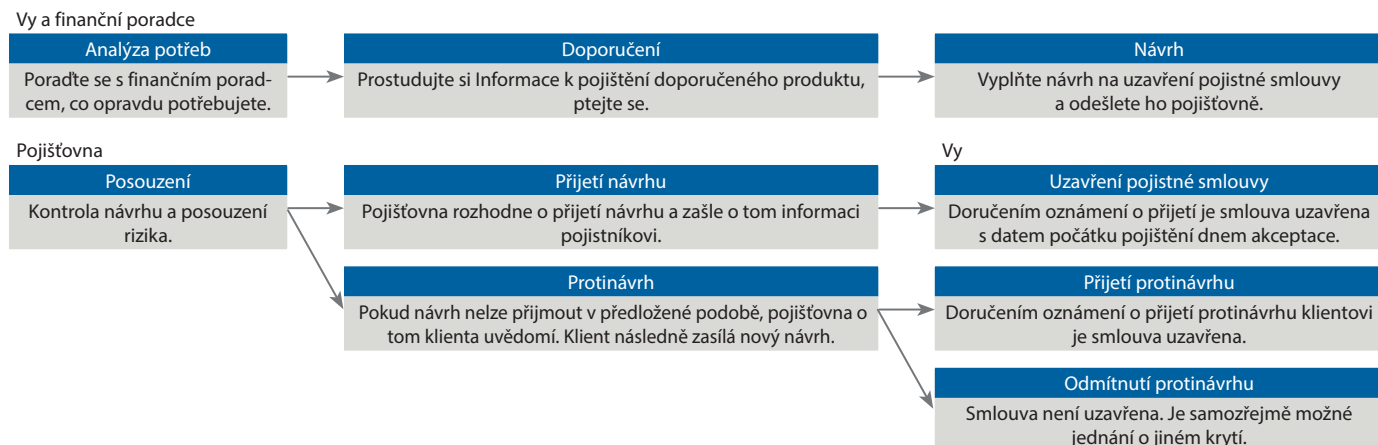 Vy a finanční poradce
Analýza potřeb
Poraďte se s finančním porad-
cem, co opravdu potřebujete.
Doporučení
Prostudujte si Informace k pojištění doporučeného produktu,
ptejte se.
Návrh
Vyplňte návrh na uzavření pojistné smlouvy
a odešlete ho pojišťovně.
Pojišťovna
Vy
Posouzení
Kontrola návrhu a posouzení
rizika.
Přijetí návrhu
Pojišťovna rozhodne o přijetí návrhu a zašle o tom informaci
pojistníkovi.
Uzavření pojistné smlouvy
Doručením oznámení o přijetí je smlouva uzavřena
s datem počátku pojištění dnem akceptace.
Protinávrh
Pokud návrh nelze přijmout v předložené podobě, pojišťovna o
tom klienta uvědomí. Klient následně zasílá nový návrh.
Přijetí protinávrhu
Doručením oznámení o přijetí protinávrhu klientovi
je smlouva uzavřena.
Odmítnutí protinávrhu
Smlouva není uzavřena. Je samozřejmě možné
jednání o jiném krytí.